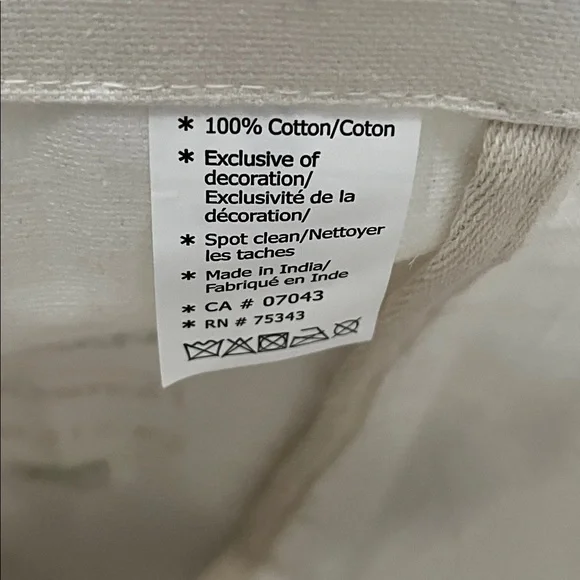 * 100% Cotton/Coton
* Exclusive of
decoration/
Exclusivité de la
décoration/
* Spot clean/Nettoyer
les taches
* Made in India/
Fabriqué en Inde
* CA # 07043
* RN # 75343